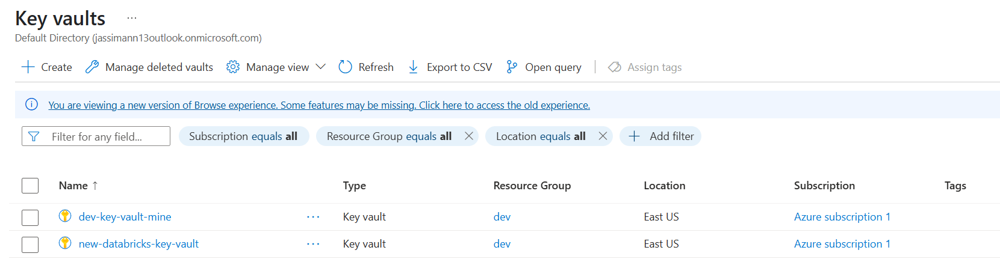 Key vaults ...
Default Directory (jassimann13outlook.onmicrosoft.com)
Create Manage deleted vaults Manage view Refresh Export to CSV Open query Assign tags
You are viewing a new version of Browse experience. Some features may be missing. Click here to access the old experience.
Filter for any field... Subscription equals all Resource Group equals all Location equals all Add filter
Name ↑ Type Resource Group Location Subscription Tags
dev-key-vault-mine ... Key vault dev East US Azure subscription 1
new-databricks-key-vault ... Key vault dev East US Azure subscription 1